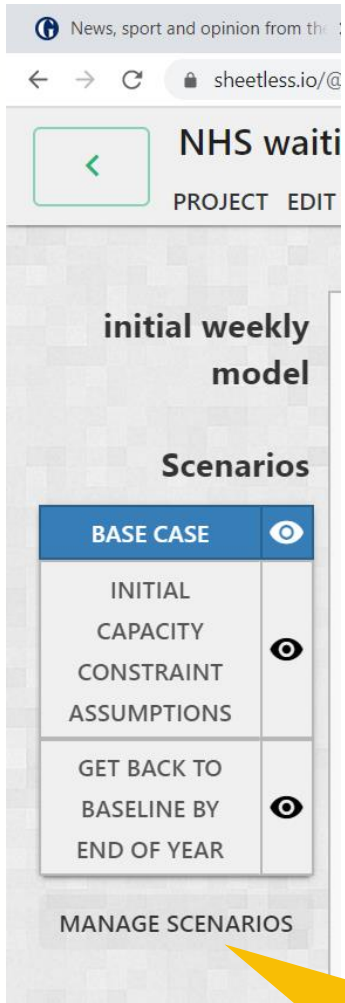 News, sport and opinion from the
sheetless.io/@
NHS waiti
PROJECT EDIT
initial weekly
model
Scenarios
BASE CASE
INITIAL
CAPACITY
CONSTRAINT
ASSUMPTIONS
GET BACK TO
BASELINE BY
END OF YEAR
MANAGE SCENARIOS